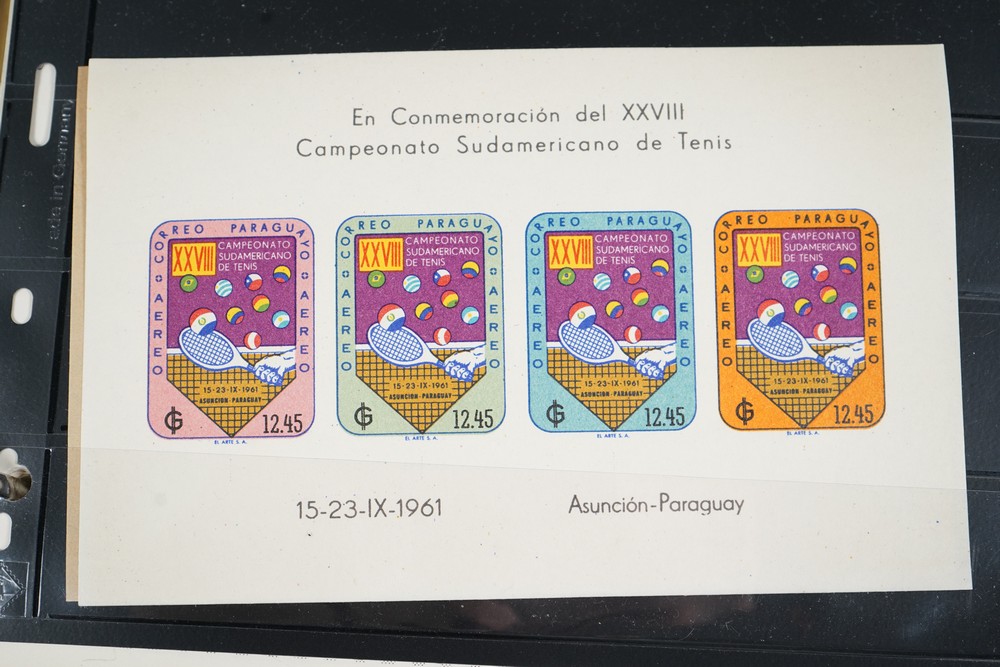 En Conmemoración del XXVIII
Campeonato Sudamericano de Tenis
CORREO PARAGUAYO
AEREO
AEREO
XXVIII
CAMPEONATO
SUDAMERICANO
DE TENIS
15-23-IX-1961
ASUNCION-PARAGUAY
12.45
EL ARTE S. A.
CORREO PARAGUAYO
AEREO
AEREO
XXVIII
CAMPEONATO
SUDAMERICANO
DE TENIS
15-23-IX-1961
ASUNCION-PARAGUAY
12.45
EL ARTE S. A.
CORREO PARAGUAYO
AEREO
AEREO
XXVIII
CAMPEONATO
SUDAMERICANO
DE TENIS
15-23-IX-1961
ASUNCION-PARAGUAY
12.45
EL ARTE S. A.
CORREO PARAGUAYO
AEREO
AEREO
XXVIII
CAMPEONATO
SUDAMERICANO
DE TENIS
15-23-IX-1961
ASUNCION-PARAGUAY
12.45
EL ARTE S. A.
15-23-IX-1961
Asunción-Paraguay